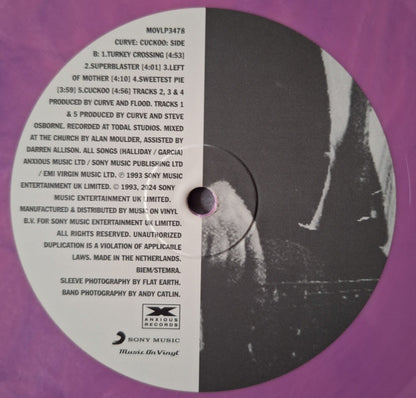 MOVLP3478
CURVE: CUCKOO: SIDE
B: 1.TURKEY CROSSING [4:53]
2.SUPERBLASTER [4:01] 3.LEFT
OF MOTHER [4:10] 4.SWEETEST PIE
[3:59] 5.CUCKOO [4:56] TRACKS 2, 3 & 4
PRODUCED BY CURVE AND FLOOD. TRACKS 1
& 5 PRODUCED BY CURVE AND STEVE
OSBORNE. RECORDED AT TODAL STUDIOS. MIXED
AT THE CHURCH BY ALAN MOULDER, ASSISTED BY
DARREN ALLISON. ALL SONGS (HALLIDAY / GARCIA)
ANXIOUS MUSIC LTD / SONY MUSIC PUBLISHING LTD
/ EMI VIRGIN MUSIC LTD. ℗ 1993 SONY MUSIC
ENTERTAINMENT UK LIMITED. © 1993, 2024 SONY
MUSIC ENTERTAINMENT UK LIMITED.
MANUFACTURED & DISTRIBUTED BY MUSIC ON VINYL
B.V. FOR SONY MUSIC ENTERTAINMENT UK LIMITED.
ALL RIGHTS RESERVED. UNAUTHORIZED
DUPLICATION IS A VIOLATION OF APPLICABLE
LAWS. MADE IN THE NETHERLANDS.
BIEM/STEMRA.
SLEEVE PHOTOGRAPHY BY FLAT EARTH.
BAND PHOTOGRAPHY BY ANDY CATLIN.
ANXIOUS
RECORDS
SONY MUSIC
Music On Vinyl